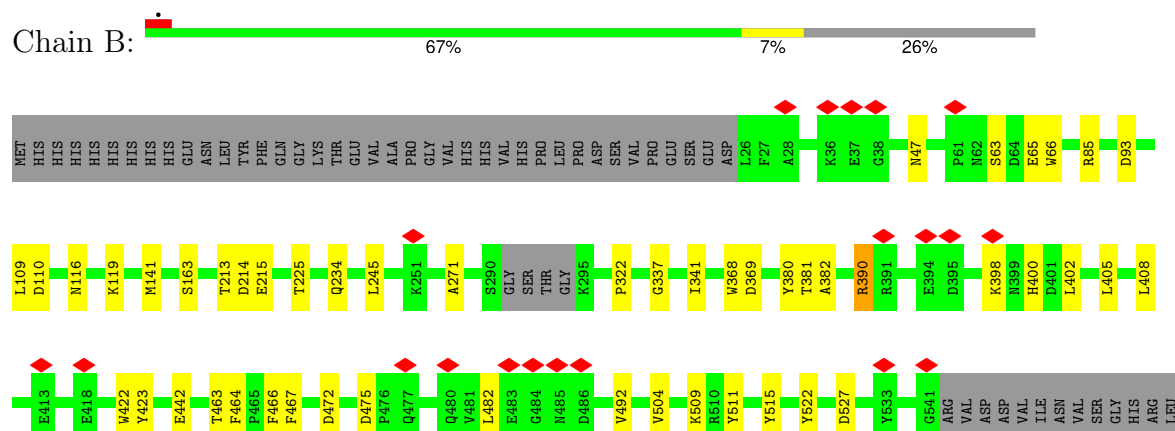 Chain B:
67% 7% 26%
MET HIS HIS HIS HIS HIS HIS HIS HIS GLU ASN LEU TYR PHE GLN GLY LYS THR GLU VAL ALA PRO GLY VAL HIS HIS VAL HIS PRO LEU PRO ASP SER VAL PRO GLU SER GLU ASP L26 F27 A28 K36 E37 G38 N47 P61 N62 S63 D64 E65 W66 R85 D93
L109 D110 N116 K119 M141 S163 T213 D214 E215 T225 Q234 L245 K251 A271 S290 GLY SER THR GLY K295 P322 G337 I341 W368 D369 Y380 T381 A382 R390 R391 E394 D395 K398 N399 H400 D401 L402 L405 L408
E413 E418 W422 Y423 E442 T463 F464 P465 F466 F467 D472 D475 P476 Q477 Q480 V481 L482 E483 G484 N485 D486 V492 V504 K509 R510 Y511 Y515 Y522 D527 Y533 G541 ARG VAL ASP ASP VAL ILE ASN VAL SER GLY HIS ARG LEU